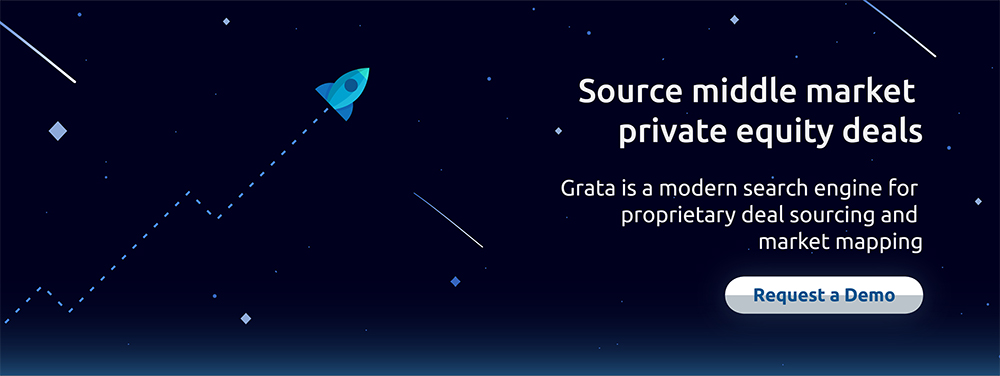 Source middle market
private equity deals
Grata is a modern search engine for
proprietary deal sourcing and
market mapping
Request a Demo